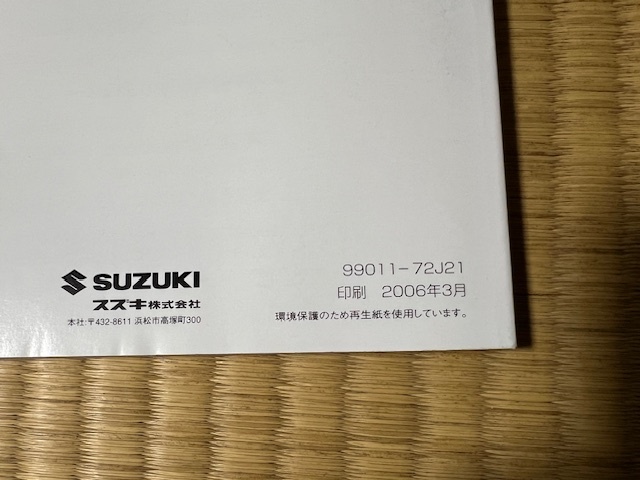 99011-72J21
印刷 2006年3月
環境保護のため再生紙を使用しています。
SUZUKI
スズキ株式会社
本社:〒432-8611 浜松市高塚町300